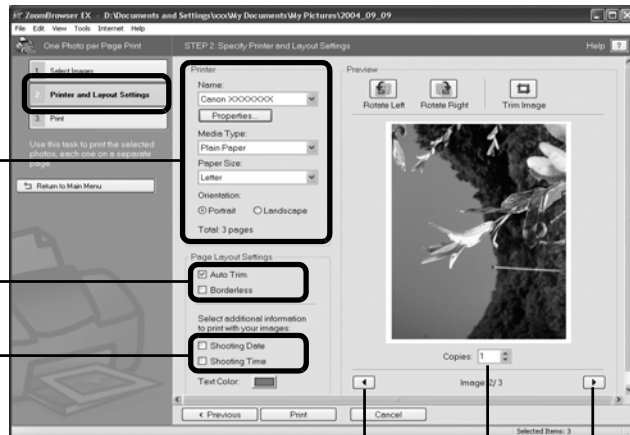 ZoomBrowser EX - D:\Documents and Settings\xxx\My Documents\My Pictures\2004_09_09
File Edit View Tools Internet Help
One Photo per Page Print
STEP 2: Specify Printer and Layout Settings
Help ?
1. Select Images
2. Printer and Layout Settings
3. Print
Use this task to print the selected
photos, each one on a separate
page.
Return to Main Menu
Printer
Name:
Canon XXXXXXX
Properties...
Media Type:
Plain Paper
Paper Size:
Letter
Orientation:
Portrait Landscape
Total: 3 pages
Page Layout Settings
Auto Trim
Borderless
Select additional information
to print with your images:
Shooting Date
Shooting Time
Text Color:
Preview
Rotate Left Rotate Right Trim Image
Copies: 1
Image 2/3
< Previous Print Cancel
Selected Items: 3